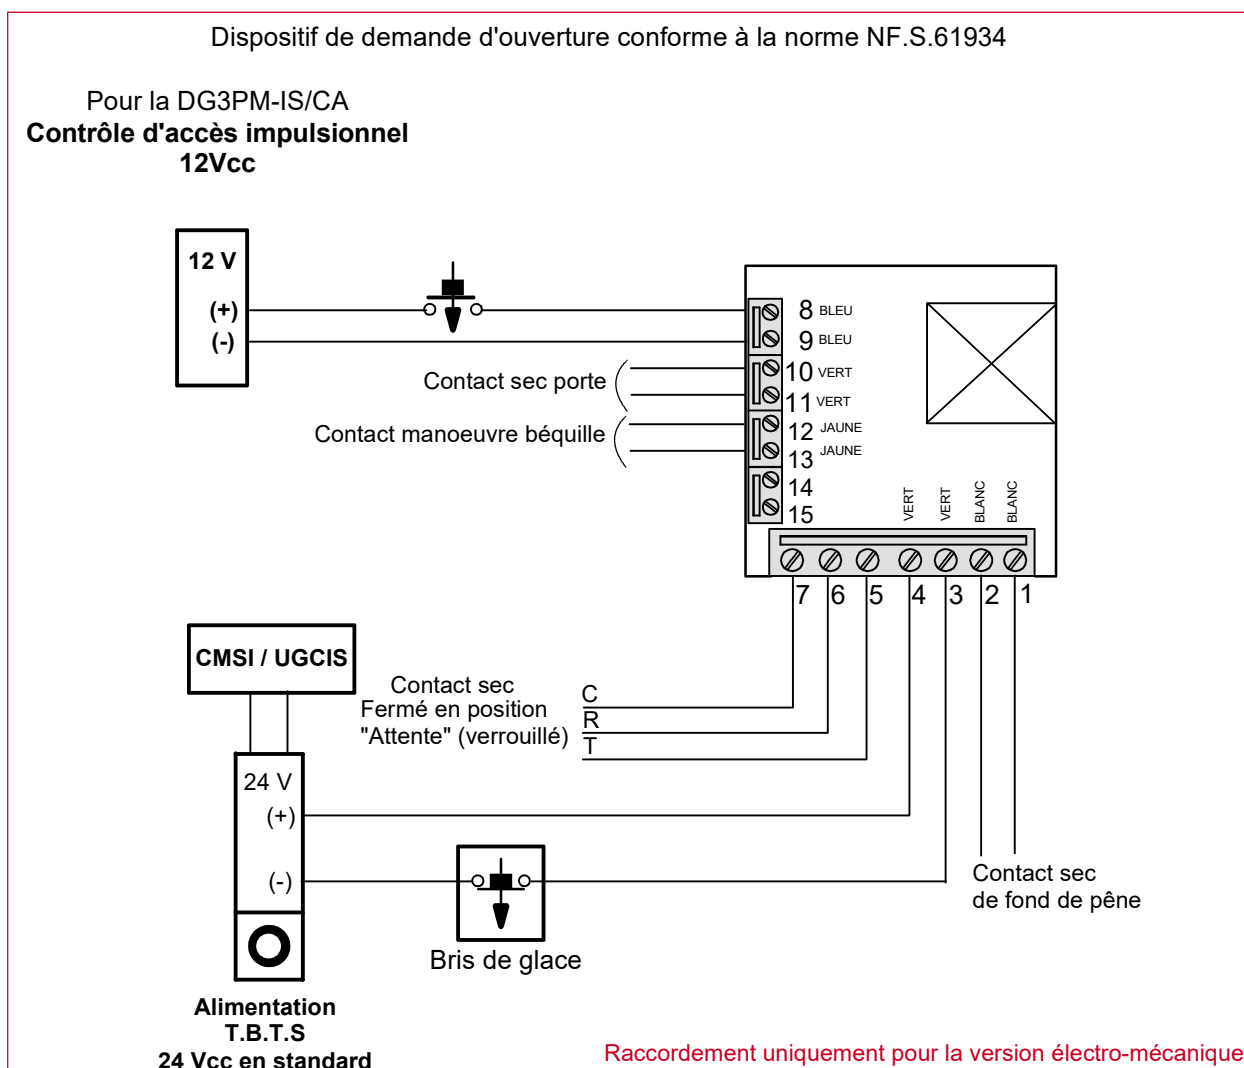 Dispositif de demande d'ouverture conforme à la norme NF.S.61934
Pour la DG3PM-IS/CA
Contrôle d'accès impulsionnel
12Vcc
12 V
(+)
(-)
8 BLEU
9 BLEU
Contact sec porte
10 VERT
11 VERT
Contact manoeuvre béquille
12 JAUNE
13 JAUNE
14
15
VERT
VERT
BLANC
BLANC
7
6
5
4
3
2
1
CMSI / UGCIS
Contact sec
Fermé en position
"Attente" (verrouillé)
C
R
T
24 V
(+)
(-)
Bris de glace
Contact sec
de fond de pêne
Alimentation
T.B.T.S
24 Vcc en standard
Raccordement uniquement pour la version électro-mécanique